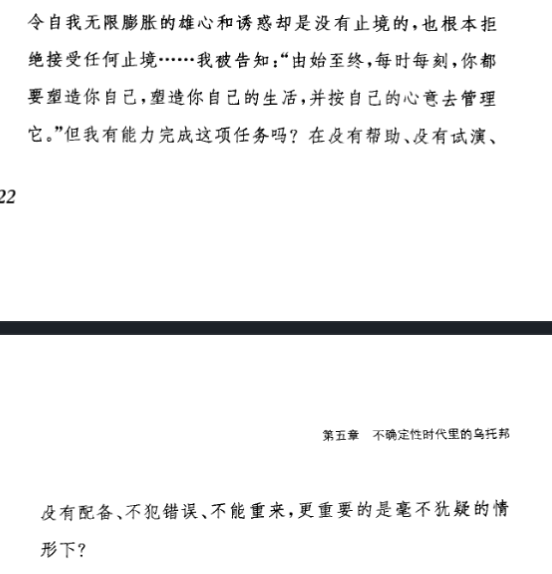 令自我无限膨胀的雄心和诱惑却是没有止境的，也根本拒
绝接受任何止境……我被告知：“由始至终，每时每刻，你都
要塑造你自己，塑造你自己的生活，并按自己的心意去管理
它。”但我有能力完成这项任务吗？在没有帮助、没有试演、
22
第五章 不确定性时代里的乌托邦
没有配备、不犯错误、不能重来，更重要的是毫不犹疑的情
形下？